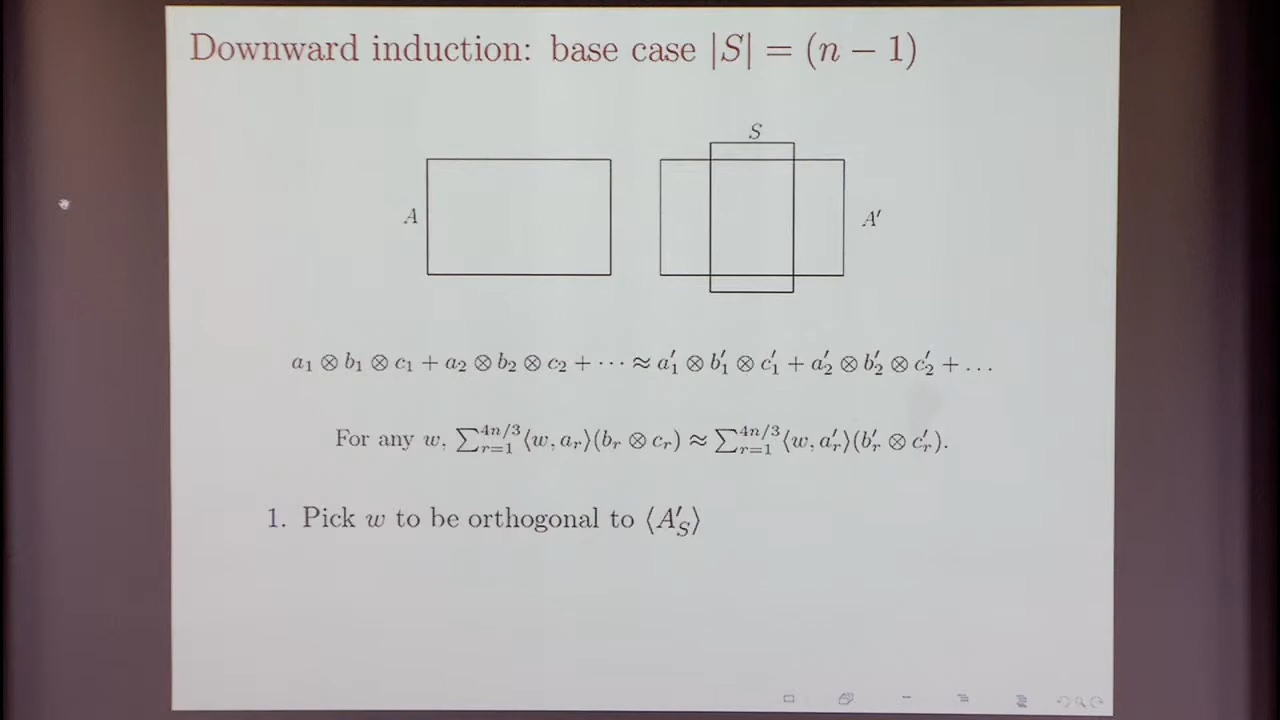 Downward induction: base case |S| = (n − 1)
S
A
A′
a₁ ⊗ b₁ ⊗ c₁ + a₂ ⊗ b₂ ⊗ c₂ + ⋯ ≈ a′₁ ⊗ b′₁ ⊗ c′₁ + a′₂ ⊗ b′₂ ⊗ c′₂ + …
For any w, ∑_{r=1}^{4n/3}⟨w, a_r⟩(b_r ⊗ c_r) ≈ ∑_{r=1}^{4n/3}⟨w, a′_r⟩(b′_r ⊗ c′_r).
1. Pick w to be orthogonal to ⟨A′_S⟩